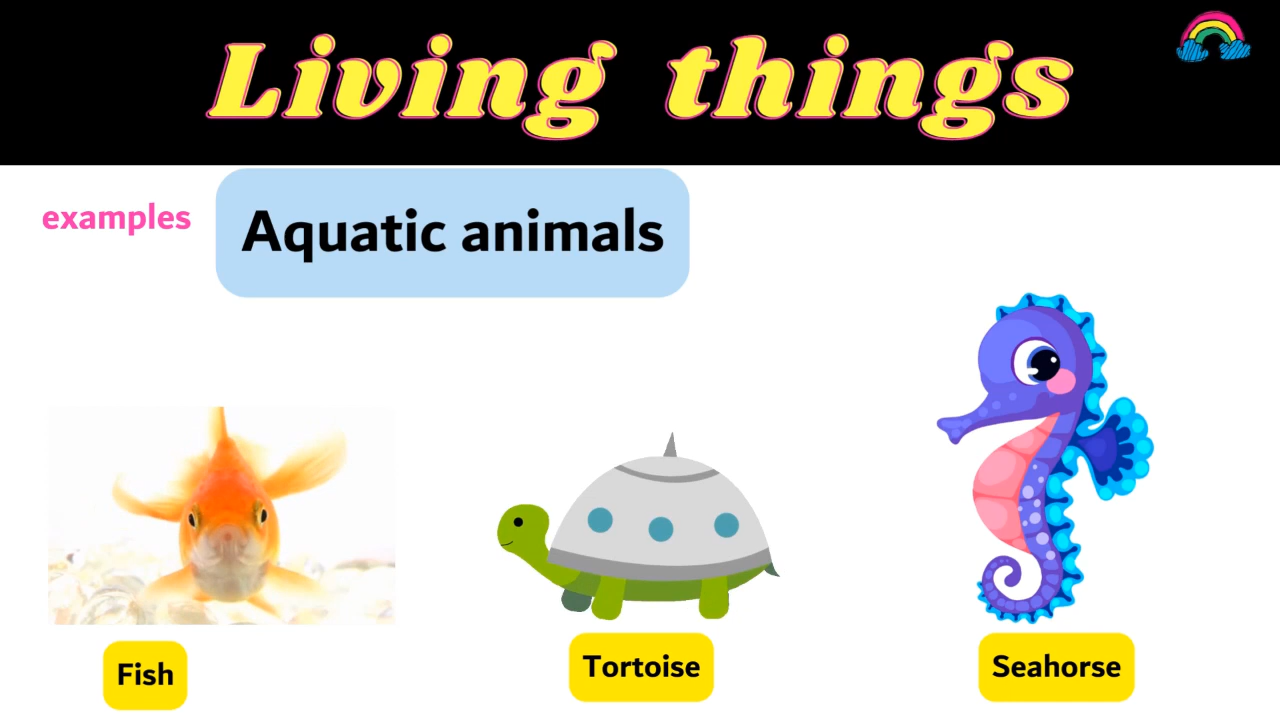 Living things
examples
Aquatic animals
Fish
Tortoise
Seahorse